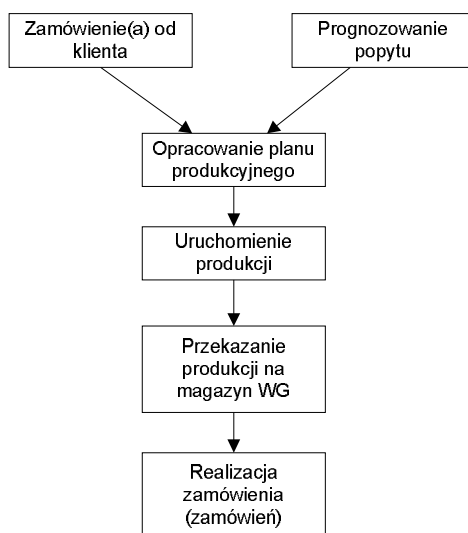 Zamówienie(a) od
klienta
Prognozowanie
popytu
Opracowanie planu
produkcyjnego
Uruchomienie
produkcji
Przekazanie
produkcji na
magazyn WG
Realizacja
zamówienia
(zamówień)